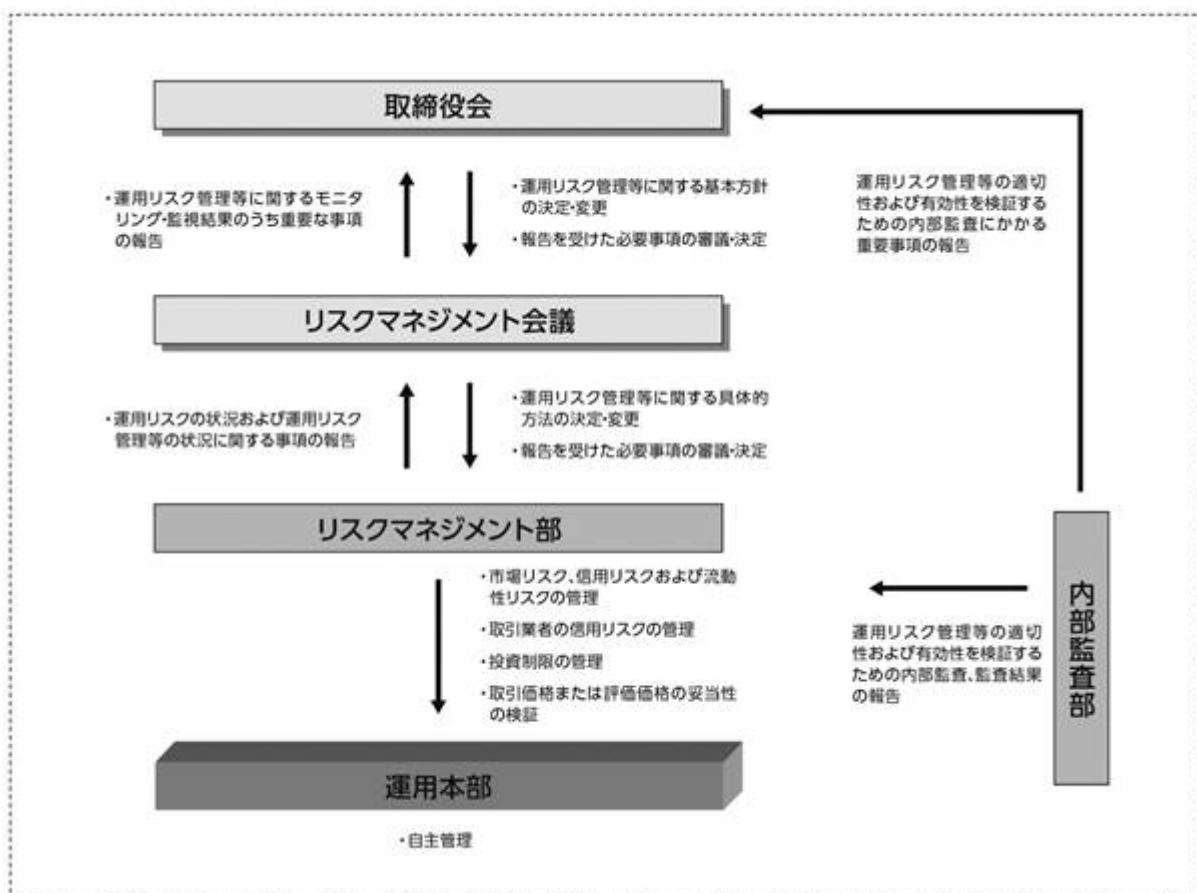 取締役会
・運用リスク管理等に関するモニタ
リング・監視結果のうち重要な事項
の報告
・運用リスク管理等に関する基本方針
の決定・変更
・報告を受けた必要事項の審議・決定
運用リスク管理等の適切
性および有効性を検証する
ための内部監査にかかる
重要事項の報告
リスクマネジメント会議
・運用リスクの状況および運用リスク
管理等の状況に関する事項の報告
・運用リスク管理等に関する具体的
方法の決定・変更
・報告を受けた必要事項の審議・決定
リスクマネジメント部
・市場リスク、信用リスクおよび流動
性リスクの管理
・取引業者の信用リスクの管理
・投資制限の管理
・取引価格または評価価格の妥当性
の検証
運用リスク管理等の適切
性および有効性を検証する
ための内部監査、監査結果
の報告
内部監査部
運用本部
・自主管理